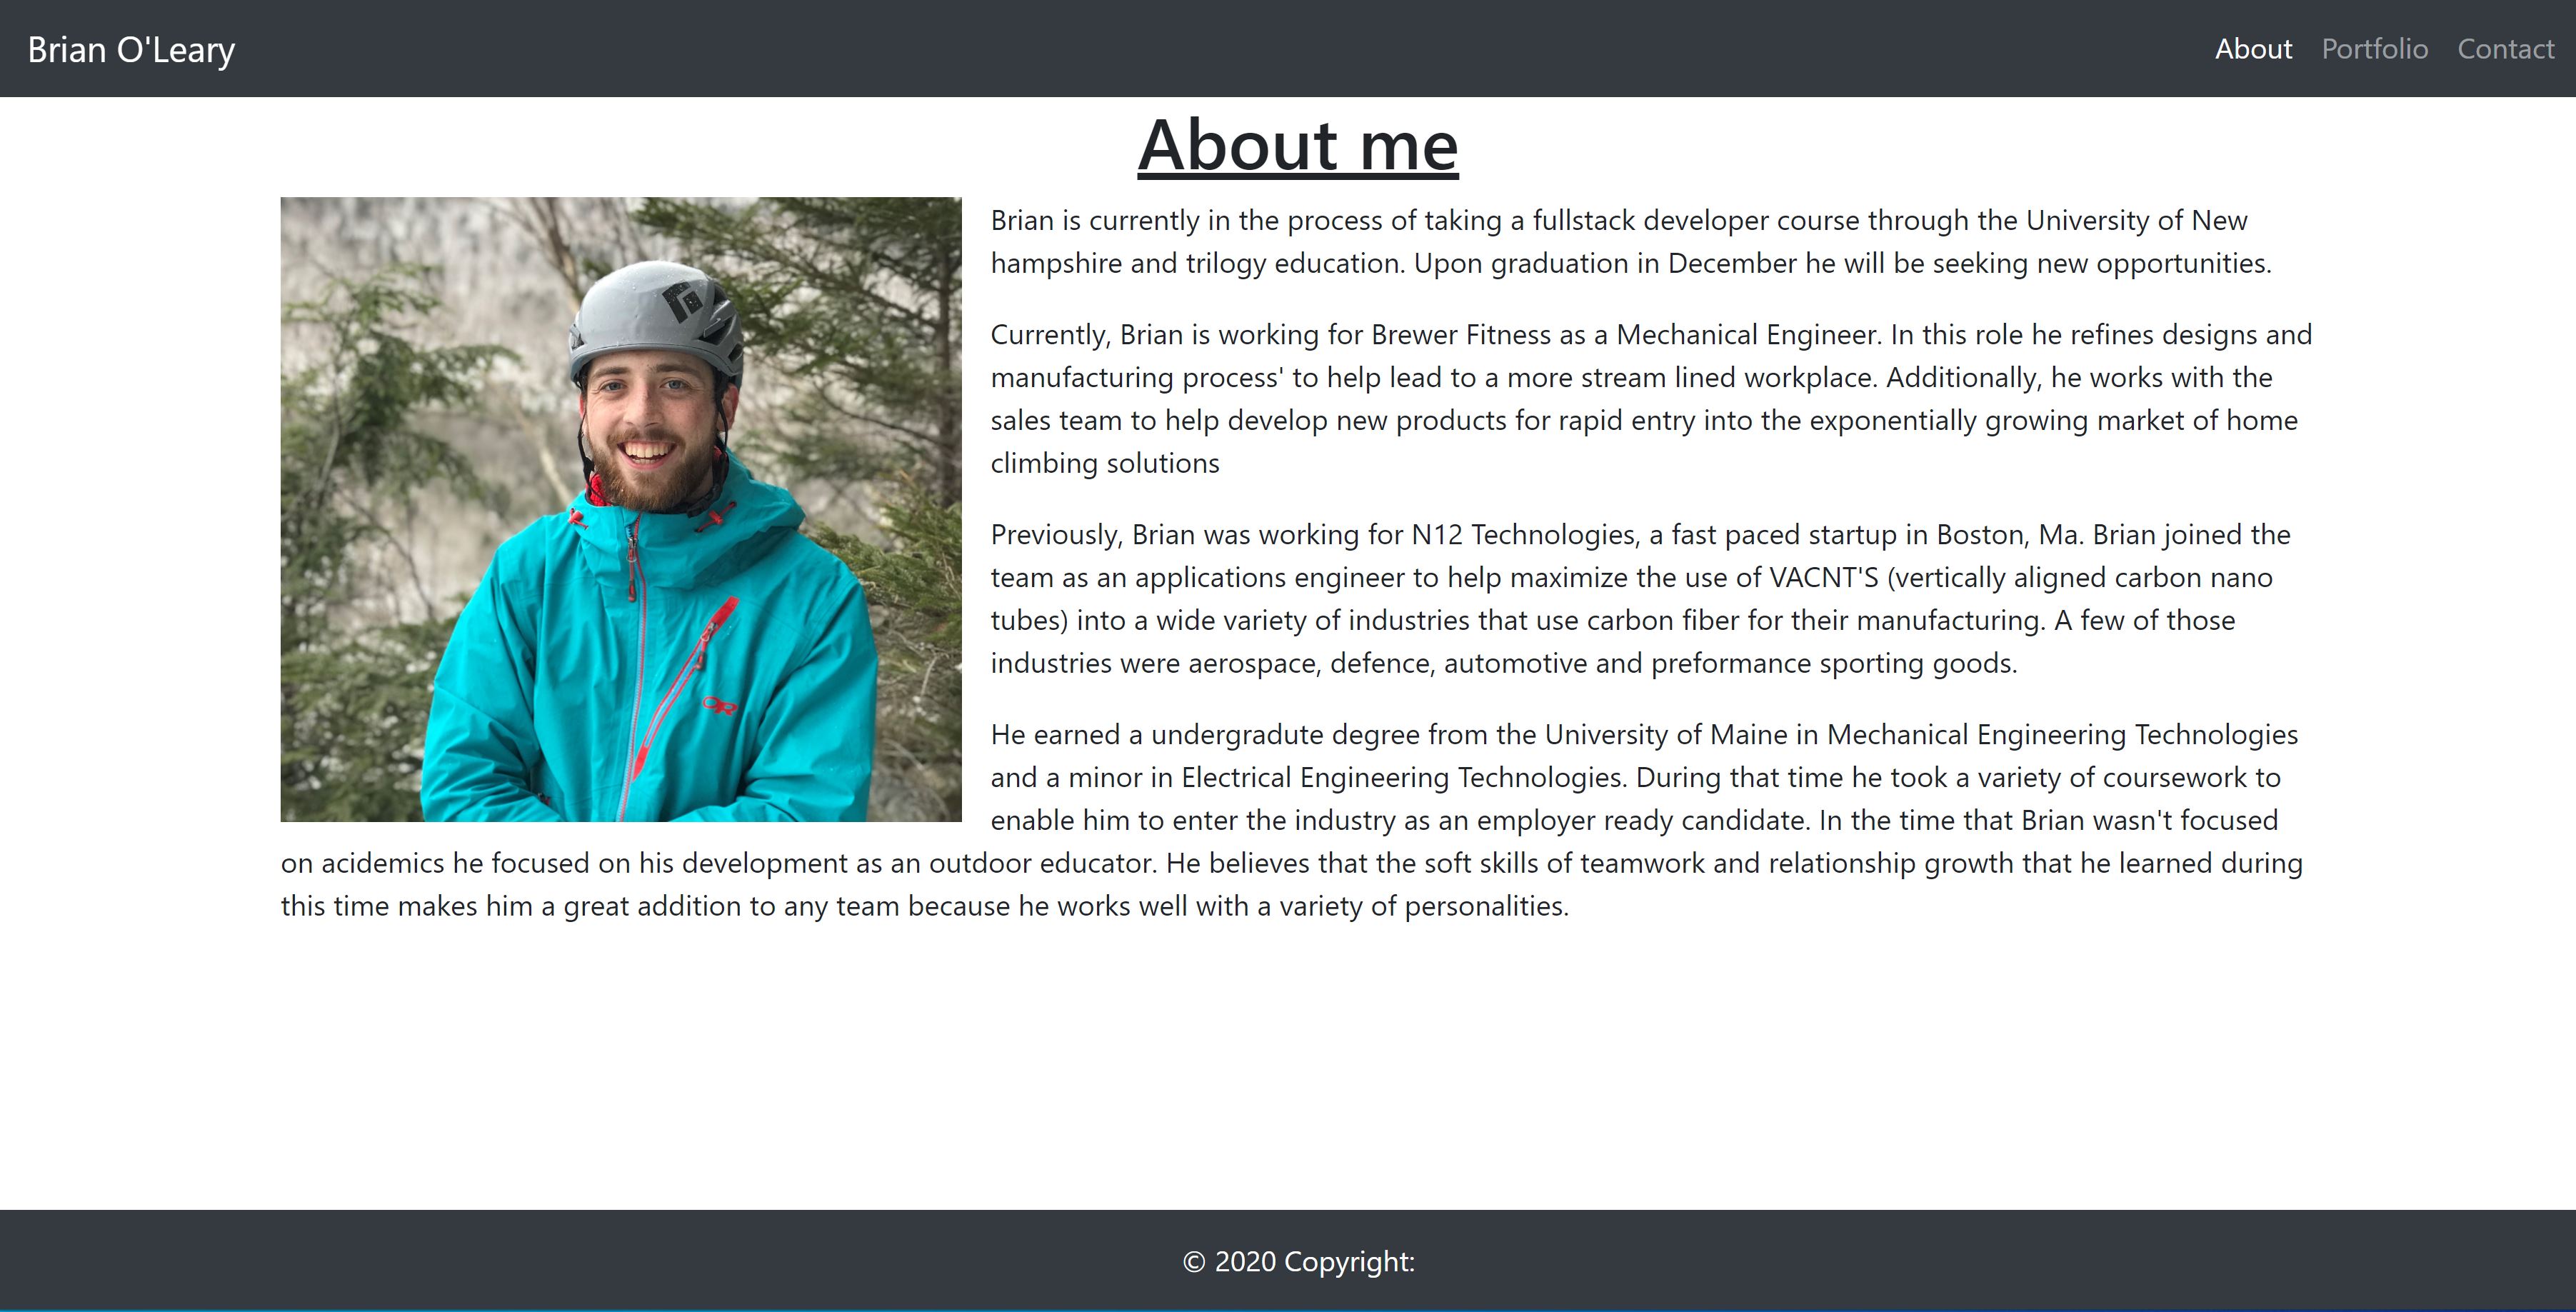 Brian O'Leary
About Portfolio Contact
About me
Brian is currently in the process of taking a fullstack developer course through the University of New
hampshire and trilogy education. Upon graduation in December he will be seeking new opportunities.
Currently, Brian is working for Brewer Fitness as a Mechanical Engineer. In this role he refines designs and
manufacturing process' to help lead to a more stream lined workplace. Additionally, he works with the
sales team to help develop new products for rapid entry into the exponentially growing market of home
climbing solutions
Previously, Brian was working for N12 Technologies, a fast paced startup in Boston, Ma. Brian joined the
team as an applications engineer to help maximize the use of VACNT'S (vertically aligned carbon nano
tubes) into a wide variety of industries that use carbon fiber for their manufacturing. A few of those
industries were aerospace, defence, automotive and preformance sporting goods.
He earned a undergradute degree from the University of Maine in Mechanical Engineering Technologies
and a minor in Electrical Engineering Technologies. During that time he took a variety of coursework to
enable him to enter the industry as an employer ready candidate. In the time that Brian wasn't focused
on acidemics he focused on his development as an outdoor educator. He believes that the soft skills of teamwork and relationship growth that he learned during
this time makes him a great addition to any team because he works well with a variety of personalities.
OR
© 2020 Copyright: